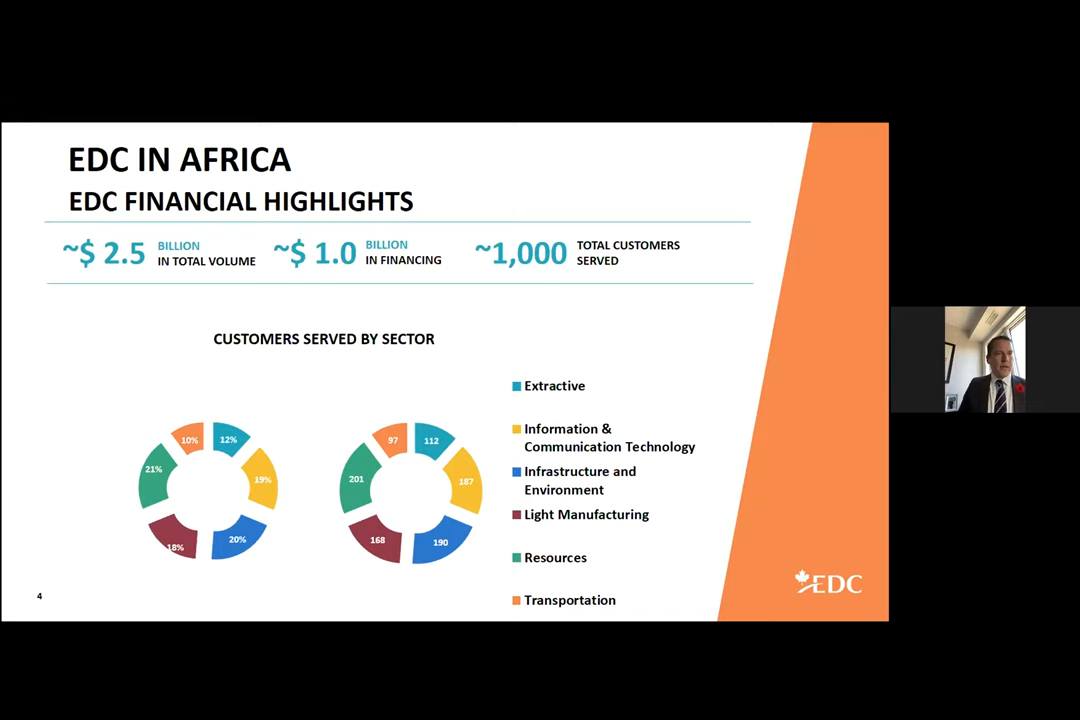 EDC IN AFRICA
EDC FINANCIAL HIGHLIGHTS
~$ 2.5 BILLION
IN TOTAL VOLUME
~$ 1.0 BILLION
IN FINANCING
~1,000 TOTAL CUSTOMERS
SERVED
CUSTOMERS SERVED BY SECTOR
10%
12%
21%
19%
18%
20%
97
112
201
187
168
190
Extractive
Information &
Communication Technology
Infrastructure and
Environment
Light Manufacturing
Resources
Transportation
4
EDC